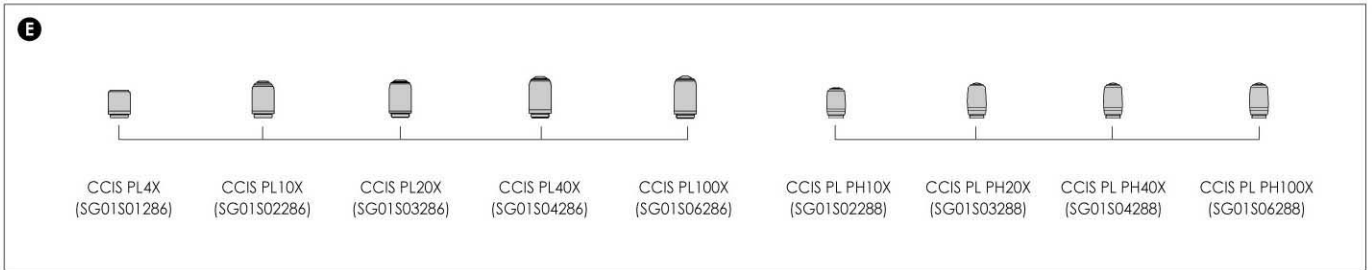 E
CCIS PL4X
(SG01S01286)
CCIS PL10X
(SG01S02286)
CCIS PL20X
(SG01S03286)
CCIS PL40X
(SG01S04286)
CCIS PL100X
(SG01S06286)
CCIS PL PH10X
(SG01S02288)
CCIS PL PH20X
(SG01S03288)
CCIS PL PH40X
(SG01S04288)
CCIS PL PH100X
(SG01S06288)